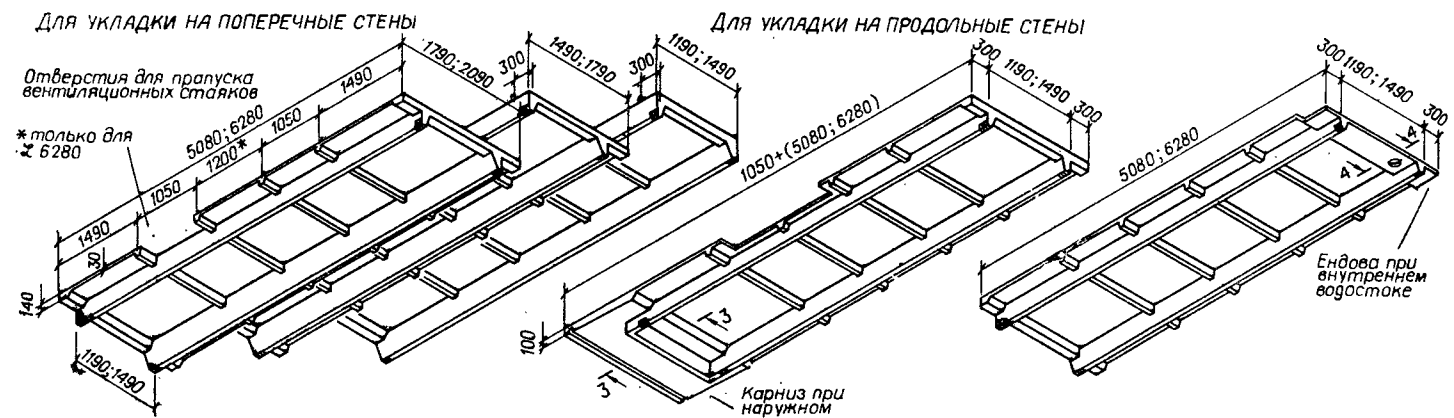 Для укладки на поперечные стены
Для укладки на продольные стены
Отверстия для прапуска
вентиляционных стаяков
* только для
ℒ 6280
5080; 6280
1490
1050
1200*
1050
1490
30
140
1190; 1490
1790; 2090
300
1490; 1790
300
1190; 1490
1050+(5080; 6280)
300
1190; 1490
300
100
3
3
Карниз при
наружном
5080; 6280
300
1190; 1490
300
4
4
Ендова при
внутреннем
водостоке